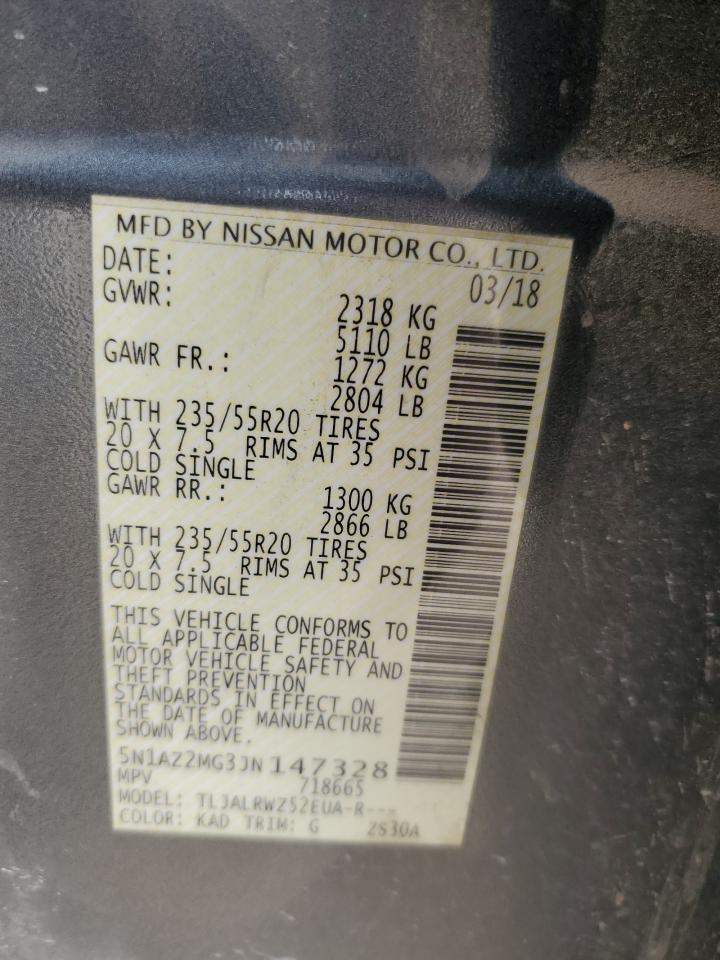 MFD BY NISSAN MOTOR CO., LTD.
DATE: 03/18
GVWR: 2318 KG
5110 LB
GAWR FR.: 1272 KG
2804 LB
WITH 235/55R20 TIRES
20 X 7.5 RIMS AT 35 PSI
COLD SINGLE
GAWR RR.: 1300 KG
2866 LB
WITH 235/55R20 TIRES
20 X 7.5 RIMS AT 35 PSI
COLD SINGLE
THIS VEHICLE CONFORMS TO
ALL APPLICABLE FEDERAL
MOTOR VEHICLE SAFETY AND
THEFT PREVENTION
STANDARDS IN EFFECT ON
THE DATE OF MANUFACTURE
SHOWN ABOVE.
5N1AZ2MG3JN147328
MPV 718665
MODEL: TLJALRWZ52EUA-R---
COLOR: KAD TRIM: G ZS30A